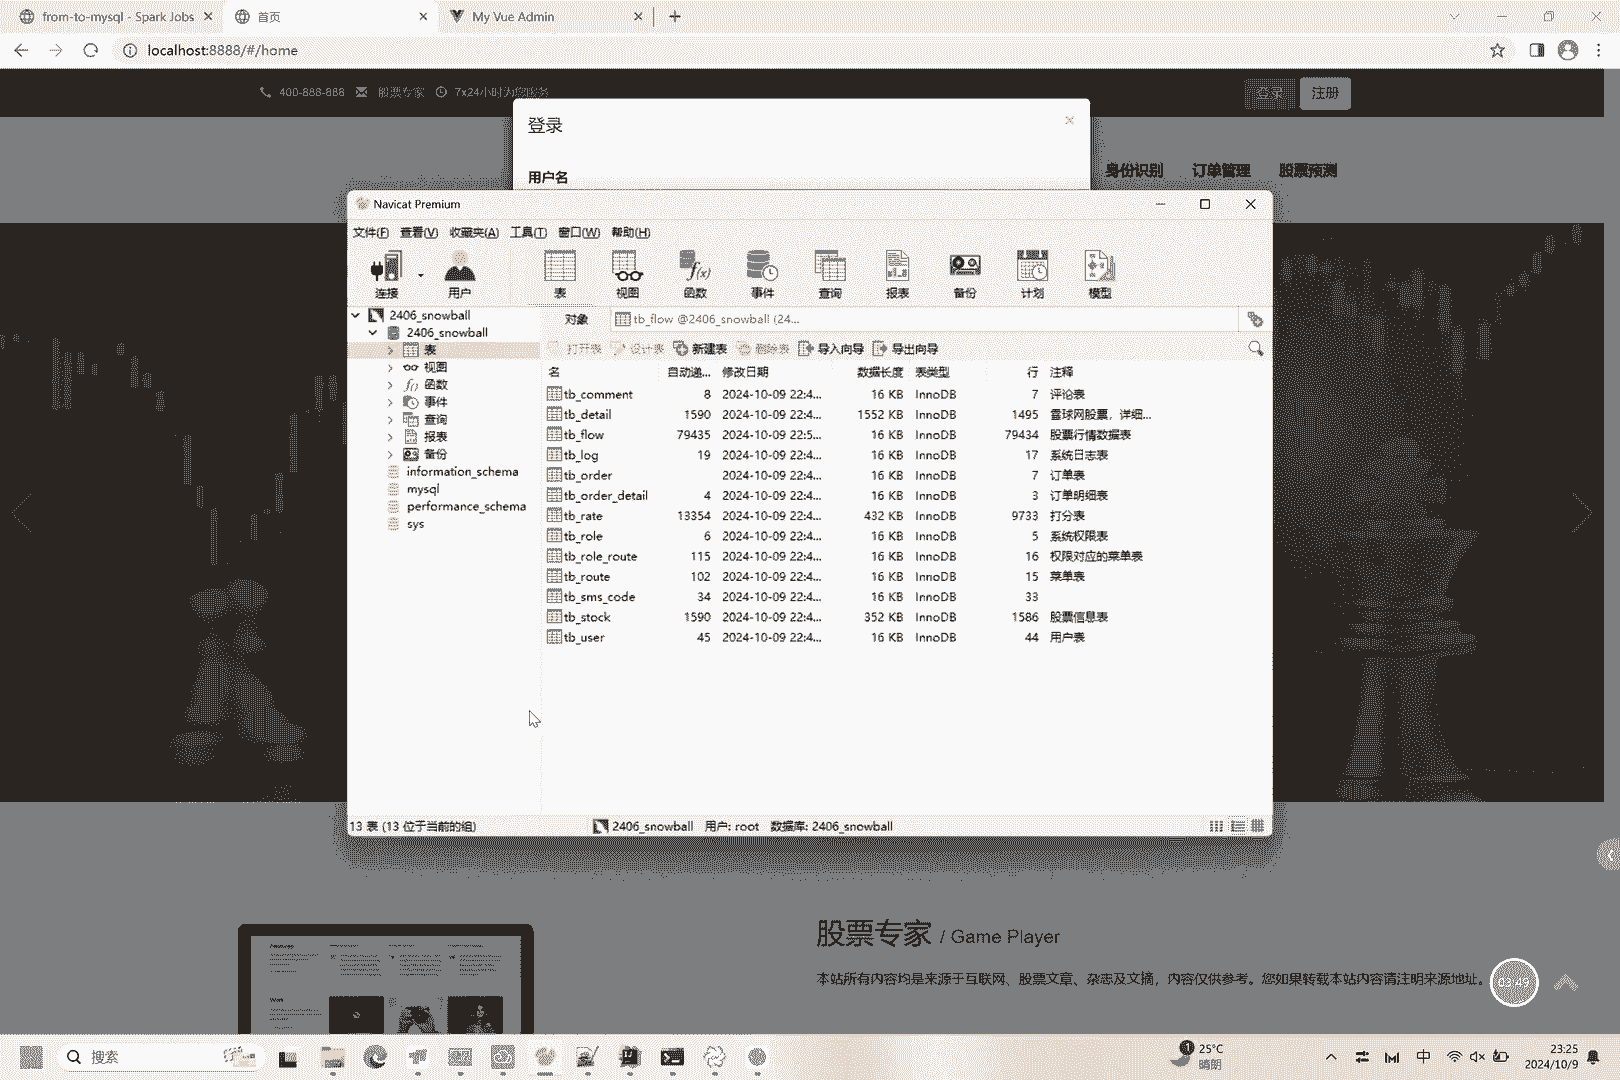 from-to-mysql - Spark Jobs
首页
My Vue Admin
localhost:8888/#/home
400-888-888 股票专家 7x24小时为您服务
登录 注册
登录
用户名
身份识别 订单管理 股票预测
Navicat Premium
文件(F) 查看(V) 收藏夹(A) 工具(T) 窗口(W) 帮助(H)
连接 用户 表 视图 函数 事件 查询 报表 备份 计划 模型
2406_snowball
2406_snowball
表
视图
函数
事件
查询
报表
备份
information_schema
mysql
performance_schema
sys
对象 tb_flow @2406_snowball (24...
打开表 设计表 新建表 删除表 导入向导 导出向导
名 自动递... 修改日期 数据长度 表类型 行 注释
tb_comment 8 2024-10-09 22:4... 16 KB InnoDB 7 评论表
tb_detail 1590 2024-10-09 22:4... 1552 KB InnoDB 1495 雪球网股票，详细...
tb_flow 79435 2024-10-09 22:5... 16 KB InnoDB 79434 股票行情数据表
tb_log 19 2024-10-09 22:4... 16 KB InnoDB 17 系统日志表
tb_order 2024-10-09 22:4... 16 KB InnoDB 7 订单表
tb_order_detail 4 2024-10-09 22:4... 16 KB InnoDB 3 订单明细表
tb_rate 13354 2024-10-09 22:4... 432 KB InnoDB 9733 打分表
tb_role 6 2024-10-09 22:4... 16 KB InnoDB 5 系统权限表
tb_role_route 115 2024-10-09 22:4... 16 KB InnoDB 16 权限对应的菜单表
tb_route 102 2024-10-09 22:4... 16 KB InnoDB 15 菜单表
tb_sms_code 34 2024-10-09 22:4... 16 KB InnoDB 33
tb_stock 1590 2024-10-09 22:4... 352 KB InnoDB 1586 股票信息表
tb_user 45 2024-10-09 22:4... 16 KB InnoDB 44 用户表
13 表 (13 位于当前的组) 2406_snowball 用户: root 数据库: 2406_snowball
股票专家 / Game Player
本站所有内容均是来源于互联网、股票文章、杂志及文摘，内容仅供参考。您如果转载本站内容请注明来源地址。
03:49
Work
搜索
1
25°C
晴朗
中
23:25
2024/10/9